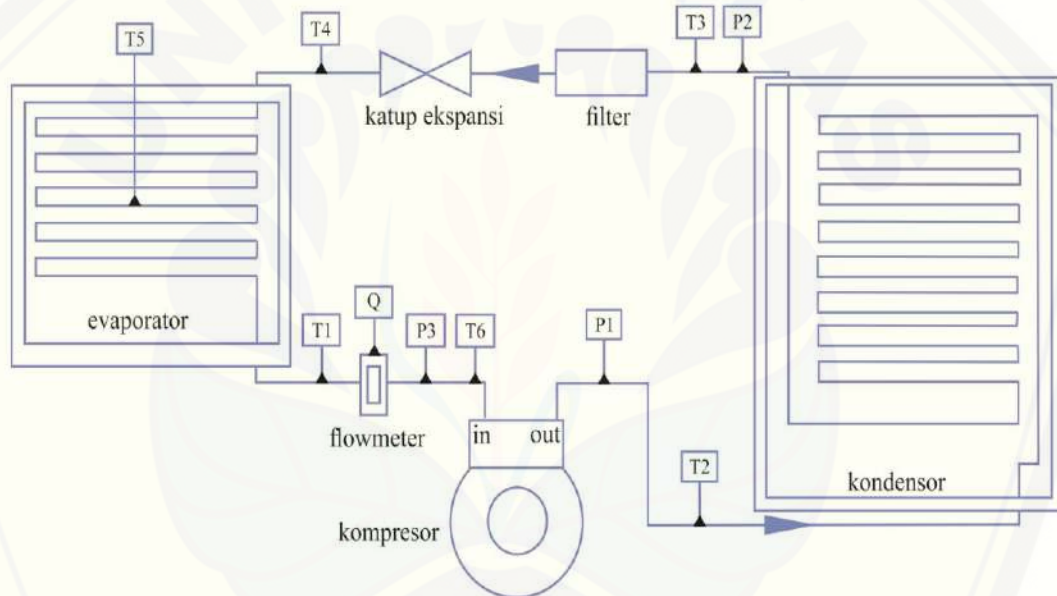 T5
T4
T3
P2
katup ekspansi
filter
evaporator
T1
Q
P3
T6
P1
flowmeter
in
out
T2
kondensor
kompresor